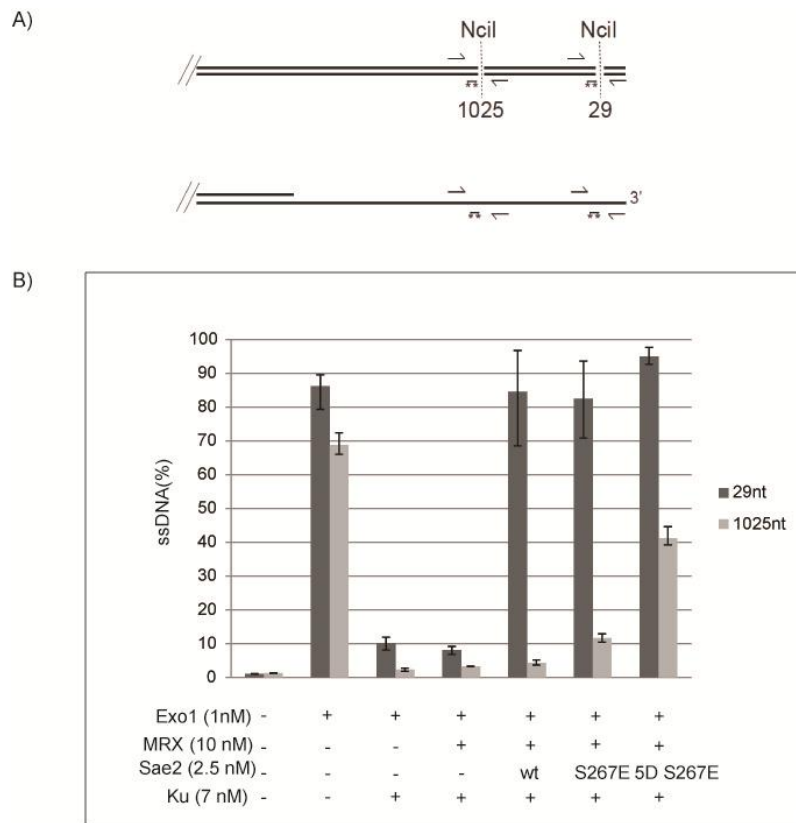 A)
NciI NciI
** **
1025 29
3'
** **
B)
100
90
80
70
60
50
40
30
20
10
0
ssDNA(%)
29nt
1025nt
Exo1 (1nM) - + + + + + +
MRX (10 nM) - - - + + + +
Sae2 (2.5 nM) - - - - wt S267E 5D S267E
Ku (7 nM) - - + + + + +